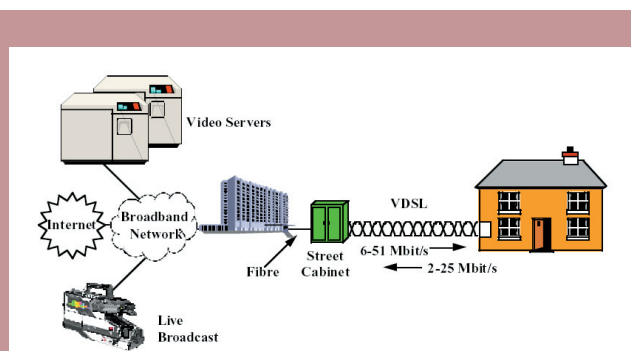 Video Servers
Internet
Broadband
Network
VDSL
6-51 Mbit/s
2-25 Mbit/s
Fibre
Street
Cabinet
Live
Broadcast